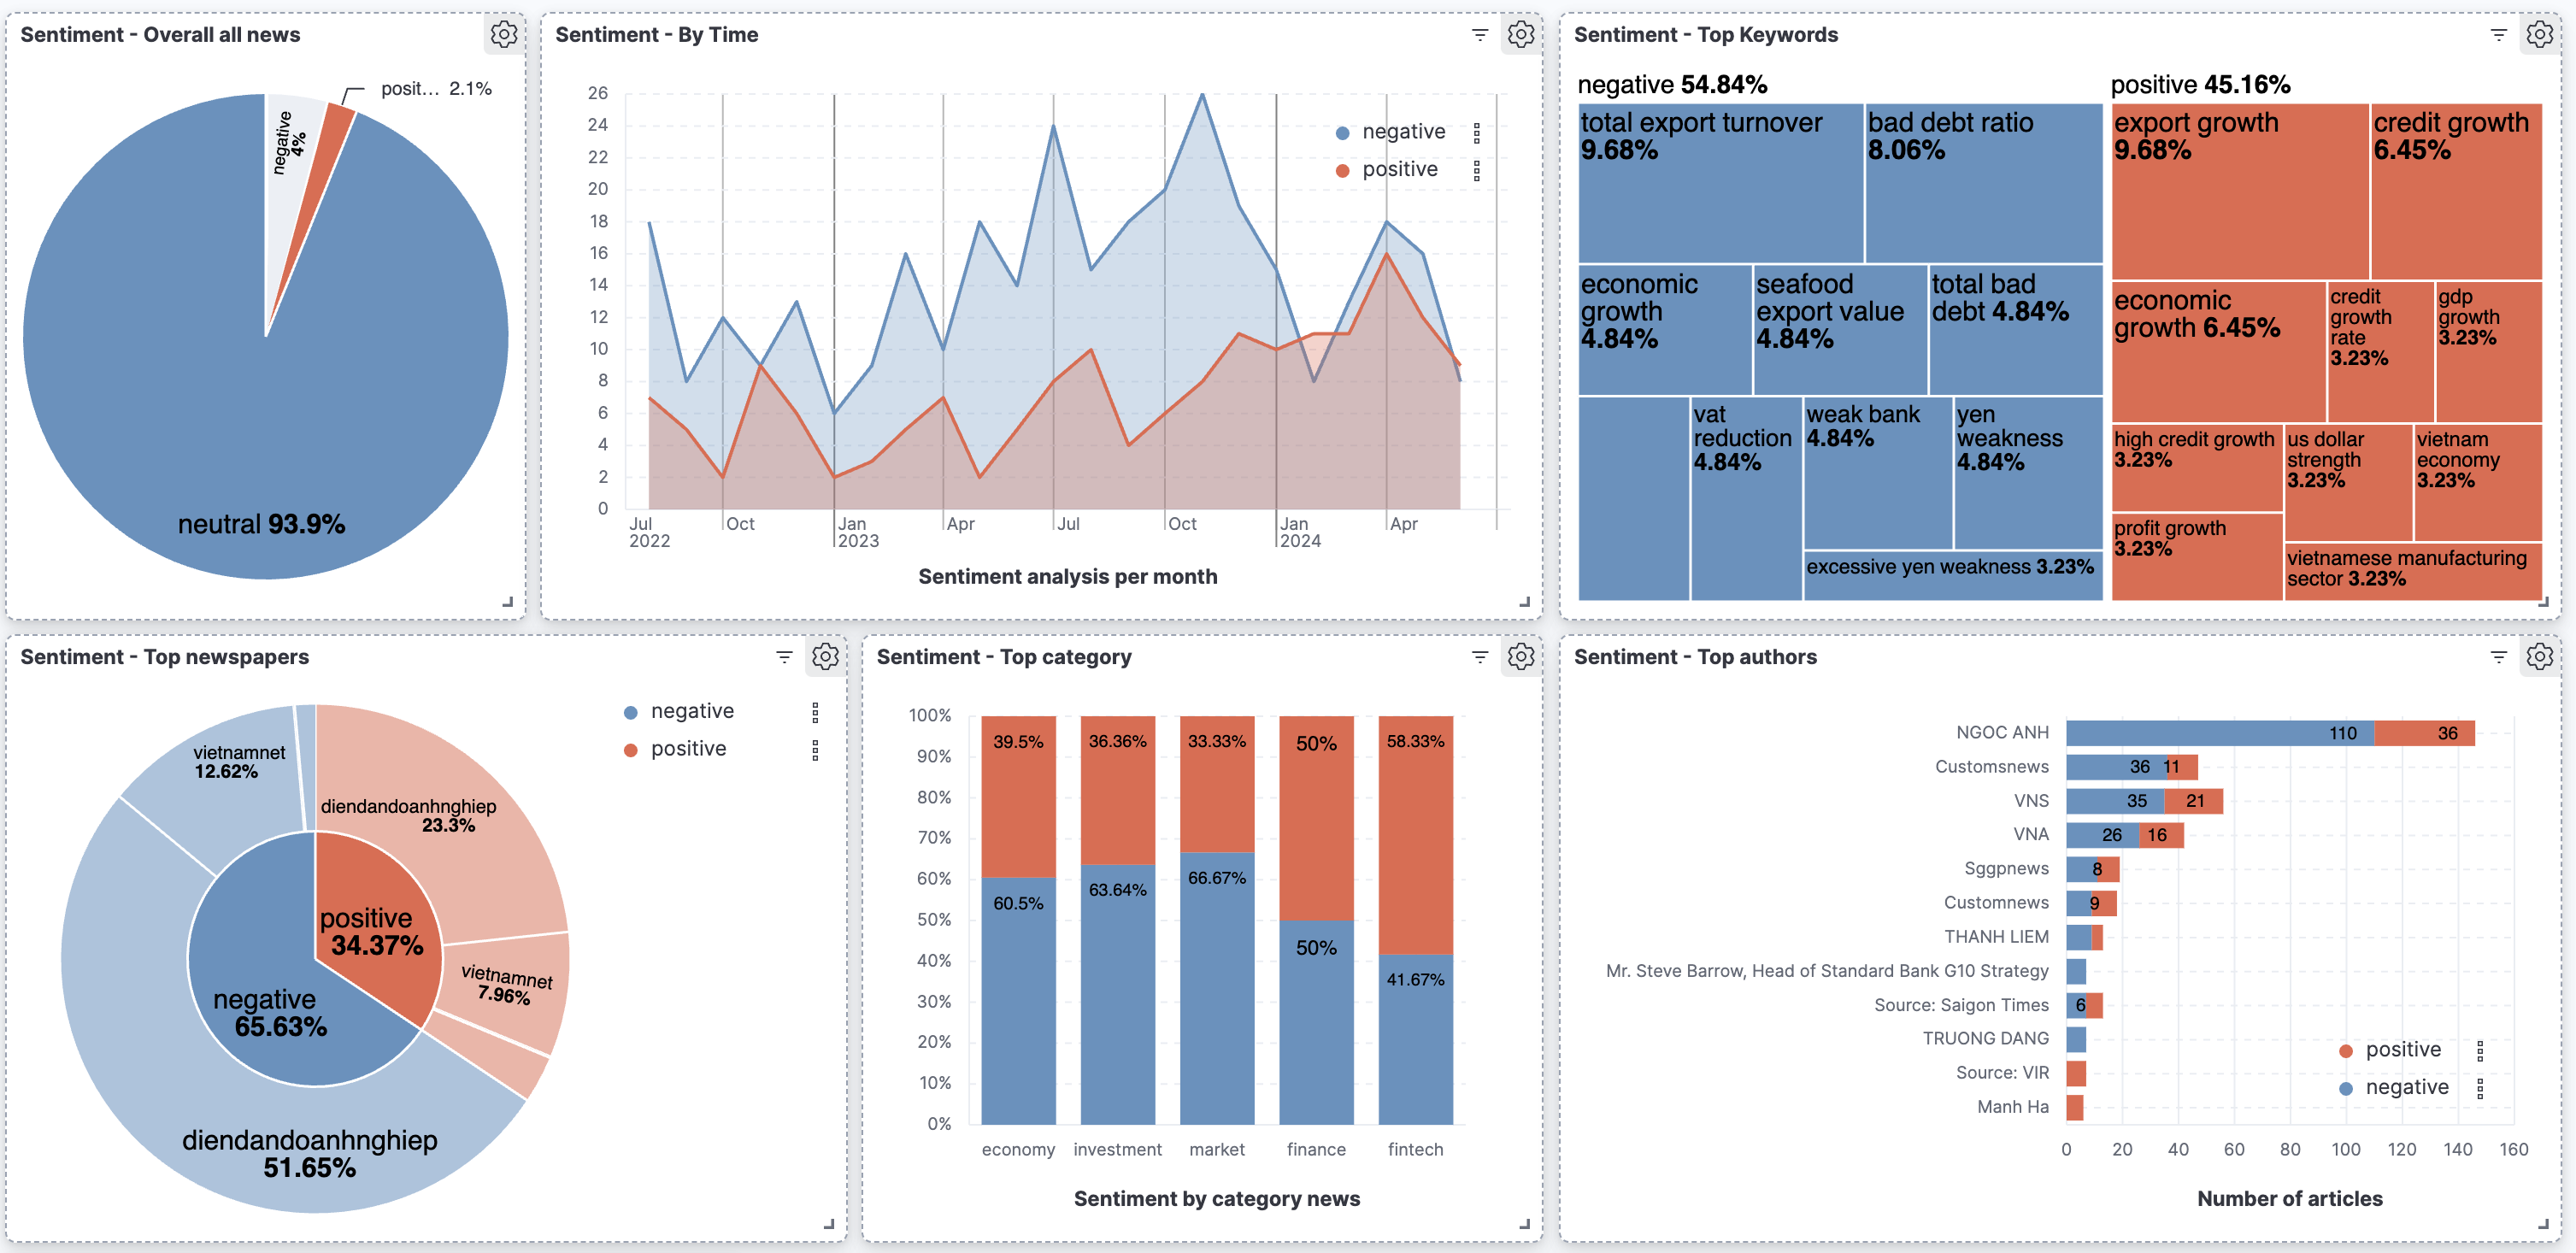 Sentiment - Overall all news
posit... 2.1%
negative
4%
neutral 93.9%
Sentiment - By Time
26
24
22
20
18
16
14
12
10
8
6
4
2
0
negative
positive
Jul
2022
Oct
Jan
2023
Apr
Jul
Oct
Jan
2024
Apr
Sentiment analysis per month
Sentiment - Top Keywords
negative 54.84%
positive 45.16%
total export turnover
9.68%
bad debt ratio
8.06%
economic
growth
4.84%
seafood
export value
4.84%
total bad
debt 4.84%
vat
reduction
4.84%
weak bank
4.84%
yen
weakness
4.84%
excessive yen weakness 3.23%
export growth
9.68%
credit growth
6.45%
economic
growth 6.45%
credit
growth
rate
3.23%
gdp
growth
3.23%
high credit growth
3.23%
us dollar
strength
3.23%
vietnam
economy
3.23%
profit growth
3.23%
vietnamese manufacturing
sector 3.23%
Sentiment - Top newspapers
negative
positive
vietnamnet
12.62%
diendandoanhnghiep
23.3%
positive
34.37%
vietnamnet
7.96%
negative
65.63%
diendandoanhnghiep
51.65%
Sentiment - Top category
100%
90%
80%
70%
60%
50%
40%
30%
20%
10%
0%
39.5%
36.36%
33.33%
50%
58.33%
60.5%
63.64%
66.67%
50%
41.67%
economy
investment
market
finance
fintech
Sentiment by category news
Sentiment - Top authors
NGOC ANH 110 36
Customsnews 36 11
VNS 35 21
VNA 26 16
Sggpnews 8
Customnews 9
THANH LIEM
Mr. Steve Barrow, Head of Standard Bank G10 Strategy
Source: Saigon Times 6
TRUONG DANG
Source: VIR
Manh Ha
positive
negative
0 20 40 60 80 100 120 140 160
Number of articles